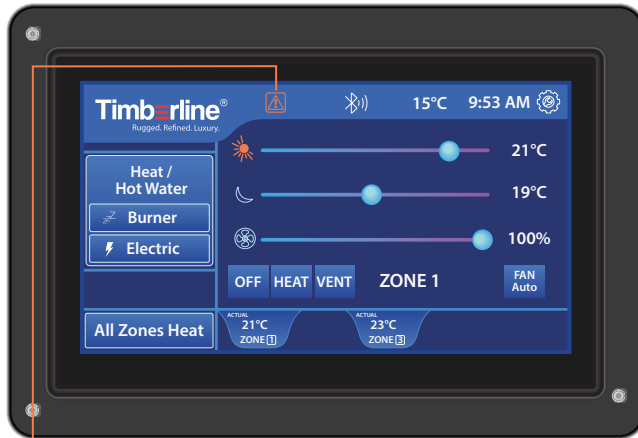 Timberline®
Rugged. Refined. Luxury.
15°C
9:53 AM
Heat /
Hot Water
zZZ Burner
Electric
21°C
19°C
100%
OFF HEAT VENT ZONE 1
FAN
Auto
All Zones Heat
ACTUAL
21°C
ZONE 1
ACTUAL
23°C
ZONE 3